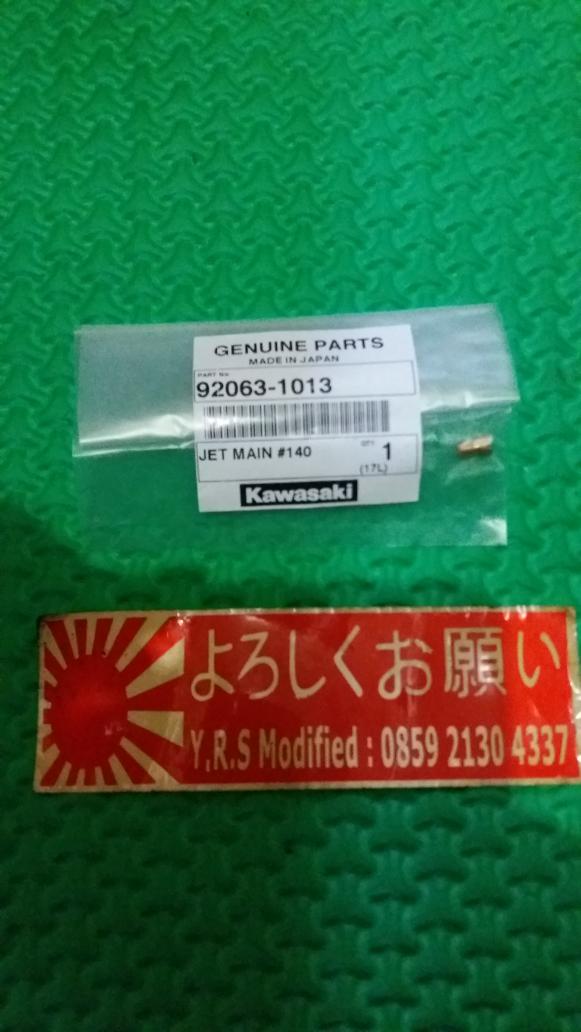 GENUINE PARTS
MADE IN JAPAN
PART No.
92063-1013
JET MAIN #140
QTY
1
(17L)
Kawasaki
よろしくお願い
Y.R.S Modified : 0859 2130 4337